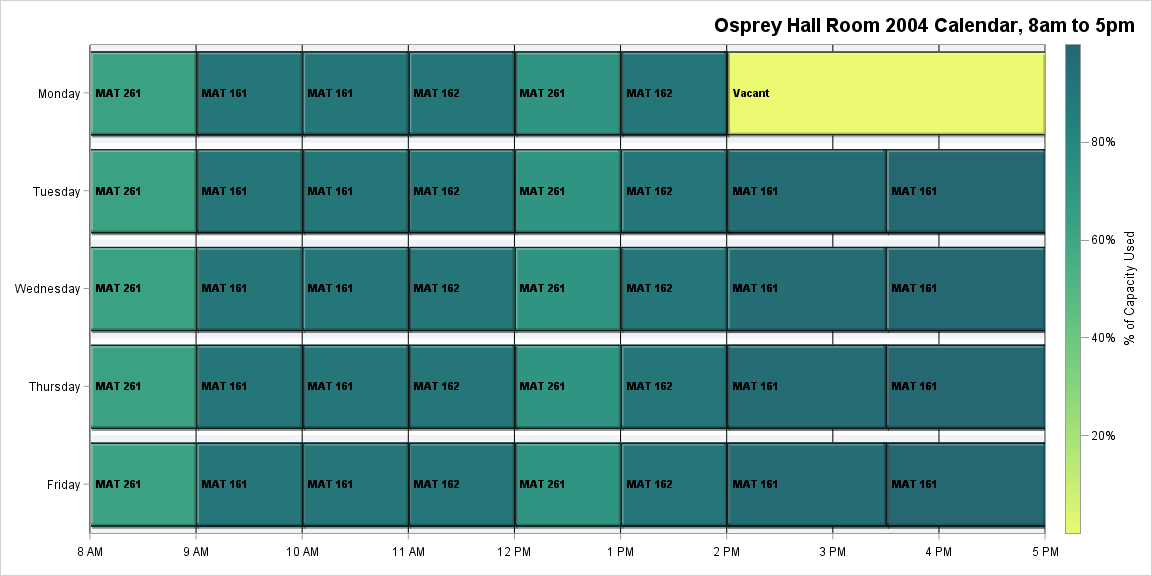 Osprey Hall Room 2004 Calendar, 8am to 5pm
Monday MAT 261 MAT 161 MAT 161 MAT 162 MAT 261 MAT 162 Vacant
Tuesday MAT 261 MAT 161 MAT 161 MAT 162 MAT 261 MAT 162 MAT 161 MAT 161
Wednesday MAT 261 MAT 161 MAT 161 MAT 162 MAT 261 MAT 162 MAT 161 MAT 161
Thursday MAT 261 MAT 161 MAT 161 MAT 162 MAT 261 MAT 162 MAT 161 MAT 161
Friday MAT 261 MAT 161 MAT 161 MAT 162 MAT 261 MAT 162 MAT 161 MAT 161
8 AM 9 AM 10 AM 11 AM 12 PM 1 PM 2 PM 3 PM 4 PM 5 PM
80%
60%
40%
20%
% of Capacity Used